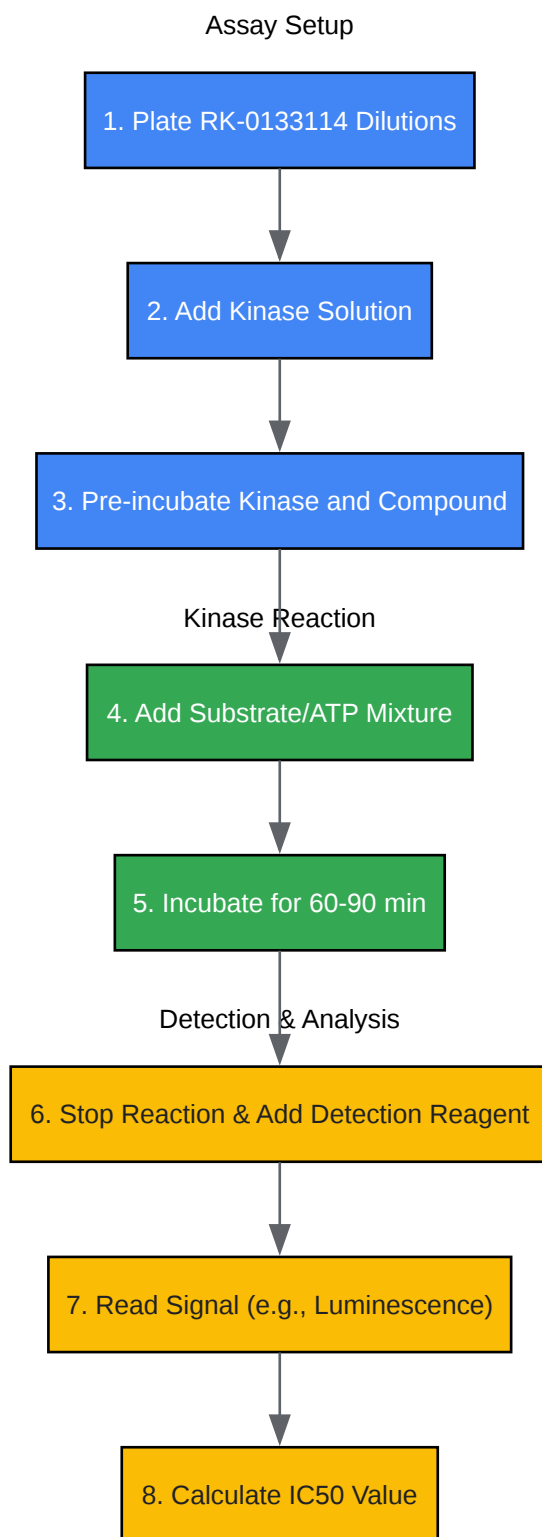 Assay Setup
1. Plate RK-0133114 Dilutions
2. Add Kinase Solution
3. Pre-incubate Kinase and Compound
Kinase Reaction
4. Add Substrate/ATP Mixture
5. Incubate for 60-90 min
Detection & Analysis
6. Stop Reaction & Add Detection Reagent
7. Read Signal (e.g., Luminescence)
8. Calculate IC50 Value